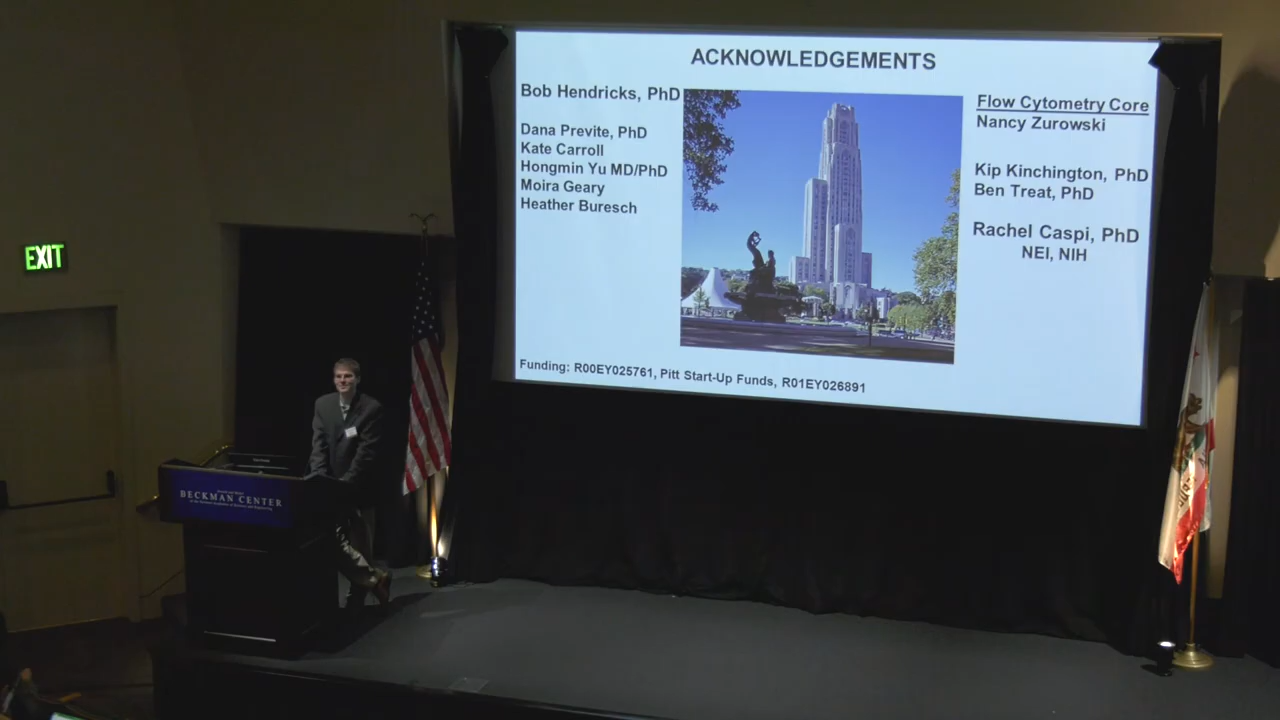 ACKNOWLEDGEMENTS
Bob Hendricks, PhD
Dana Previte, PhD
Kate Carroll
Hongmin Yu MD/PhD
Moira Geary
Heather Buresch
Flow Cytometry Core
Nancy Zurowski
Kip Kinchington, PhD
Ben Treat, PhD
Rachel Caspi, PhD
NEI, NIH
Funding: R00EY025761, Pitt Start-Up Funds, R01EY026891
EXIT
BECKMAN CENTER